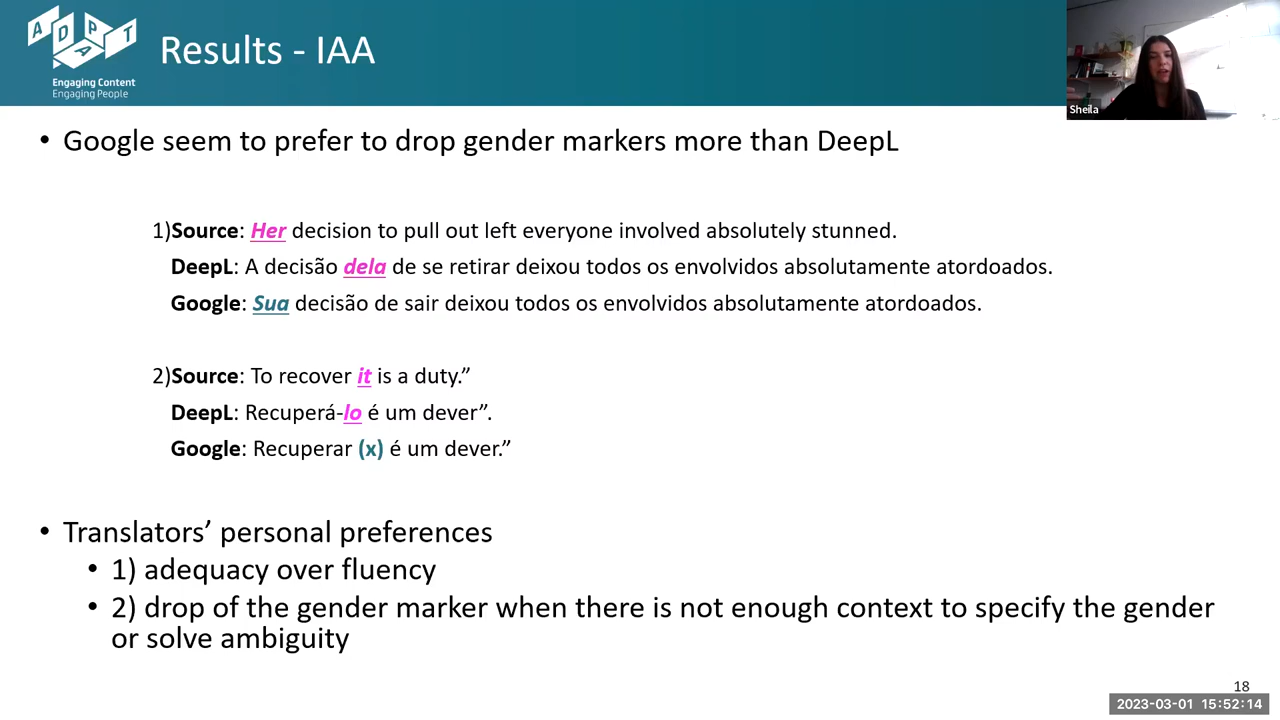 ADAPT
Engaging Content
Engaging People
Results - IAA
Sheila
• Google seem to prefer to drop gender markers more than DeepL
1)Source: Her decision to pull out left everyone involved absolutely stunned.
DeepL: A decisão dela de se retirar deixou todos os envolvidos absolutamente atordoados.
Google: Sua decisão de sair deixou todos os envolvidos absolutamente atordoados.
2)Source: To recover it is a duty.”
DeepL: Recuperá-lo é um dever”.
Google: Recuperar (x) é um dever.”
• Translators’ personal preferences
• 1) adequacy over fluency
• 2) drop of the gender marker when there is not enough context to specify the gender
or solve ambiguity
18
2023-03-01 15:52:14